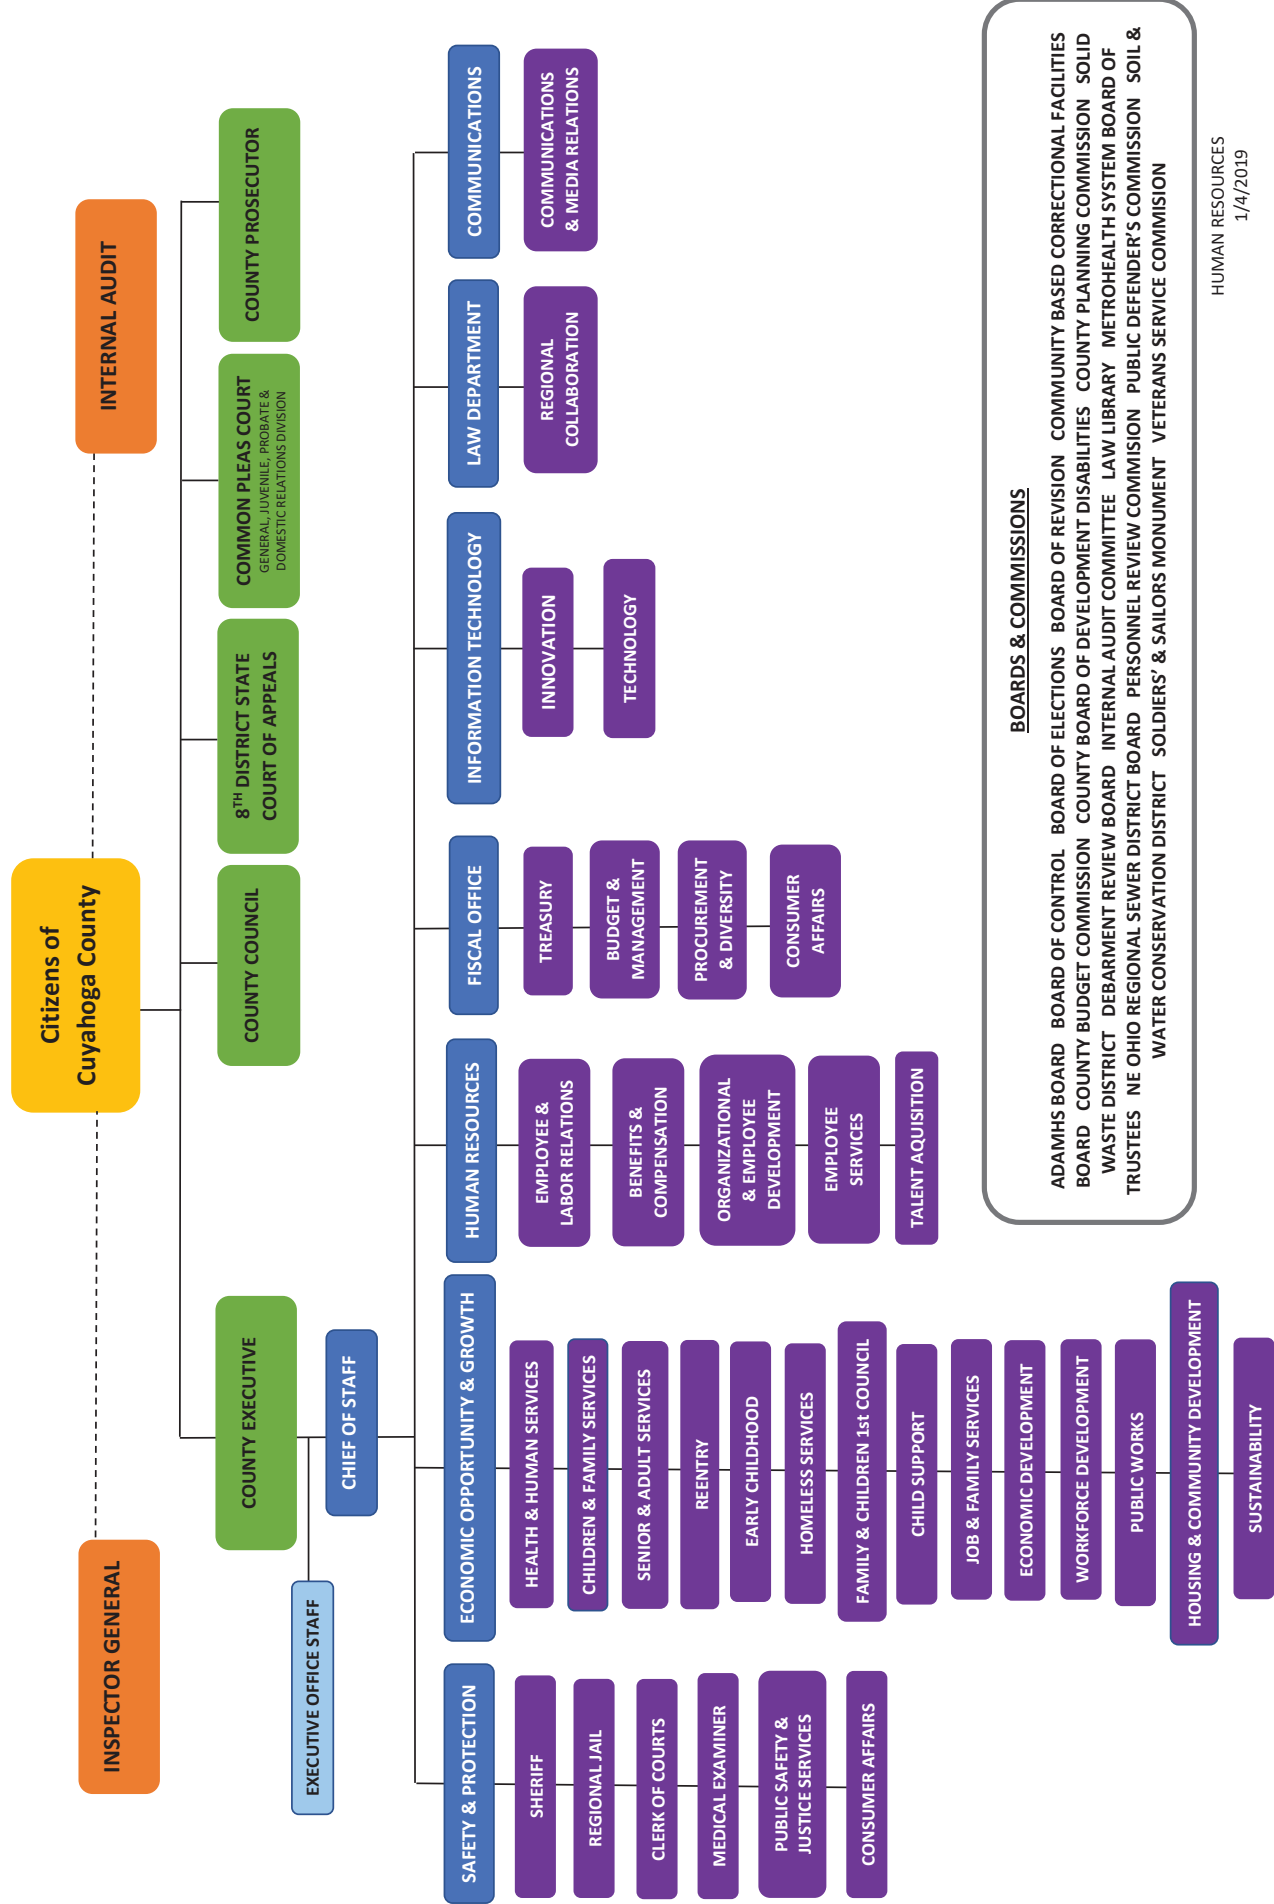 Citizens of
Cuyahoga County
INSPECTOR GENERAL
INTERNAL AUDIT
COUNTY EXECUTIVE
COUNTY COUNCIL
8TH DISTRICT STATE
COURT OF APPEALS
COMMON PLEAS COURT
GENERAL, JUVENILE, PROBATE &
DOMESTIC RELATIONS DIVISION
COUNTY PROSECUTOR
EXECUTIVE OFFICE STAFF
CHIEF OF STAFF
SAFETY & PROTECTION
SHERIFF
REGIONAL JAIL
CLERK OF COURTS
MEDICAL EXAMINER
PUBLIC SAFETY &
JUSTICE SERVICES
CONSUMER AFFAIRS
ECONOMIC OPPORTUNITY & GROWTH
HEALTH & HUMAN SERVICES
CHILDREN & FAMILY SERVICES
SENIOR & ADULT SERVICES
REENTRY
EARLY CHILDHOOD
HOMELESS SERVICES
FAMILY & CHILDREN 1st COUNCIL
CHILD SUPPORT
JOB & FAMILY SERVICES
ECONOMIC DEVELOPMENT
WORKFORCE DEVELOPMENT
PUBLIC WORKS
HOUSING & COMMUNITY DEVELOPMENT
SUSTAINABILITY
HUMAN RESOURCES
EMPLOYEE &
LABOR RELATIONS
BENEFITS &
COMPENSATION
ORGANIZATIONAL
& EMPLOYEE
DEVELOPMENT
EMPLOYEE
SERVICES
TALENT AQUISITION
FISCAL OFFICE
TREASURY
BUDGET &
MANAGEMENT
PROCUREMENT
& DIVERSITY
CONSUMER
AFFAIRS
INFORMATION TECHNOLOGY
INNOVATION
TECHNOLOGY
LAW DEPARTMENT
REGIONAL
COLLABORATION
COMMUNICATIONS
COMMUNICATIONS
& MEDIA RELATIONS
BOARDS & COMMISSIONS
ADAMHS BOARD BOARD OF CONTROL BOARD OF ELECTIONS BOARD OF REVISION COMMUNITY BASED CORRECTIONAL FACILITIES
BOARD COUNTY BUDGET COMMISSION COUNTY BOARD OF DEVELOPMENT DISABILITIES COUNTY PLANNING COMMISSION SOLID
WASTE DISTRICT DEBARMENT REVIEW BOARD INTERNAL AUDIT COMMITTEE LAW LIBRARY METROHEALTH SYSTEM BOARD OF
TRUSTEES NE OHIO REGIONAL SEWER DISTRICT BOARD PERSONNEL REVIEW COMMISION PUBLIC DEFENDER'S COMMISSION SOIL &
WATER CONSERVATION DISTRICT SOLDIERS' & SAILORS MONUMENT VETERANS SERVICE COMMISION
HUMAN RESOURCES
1/4/2019